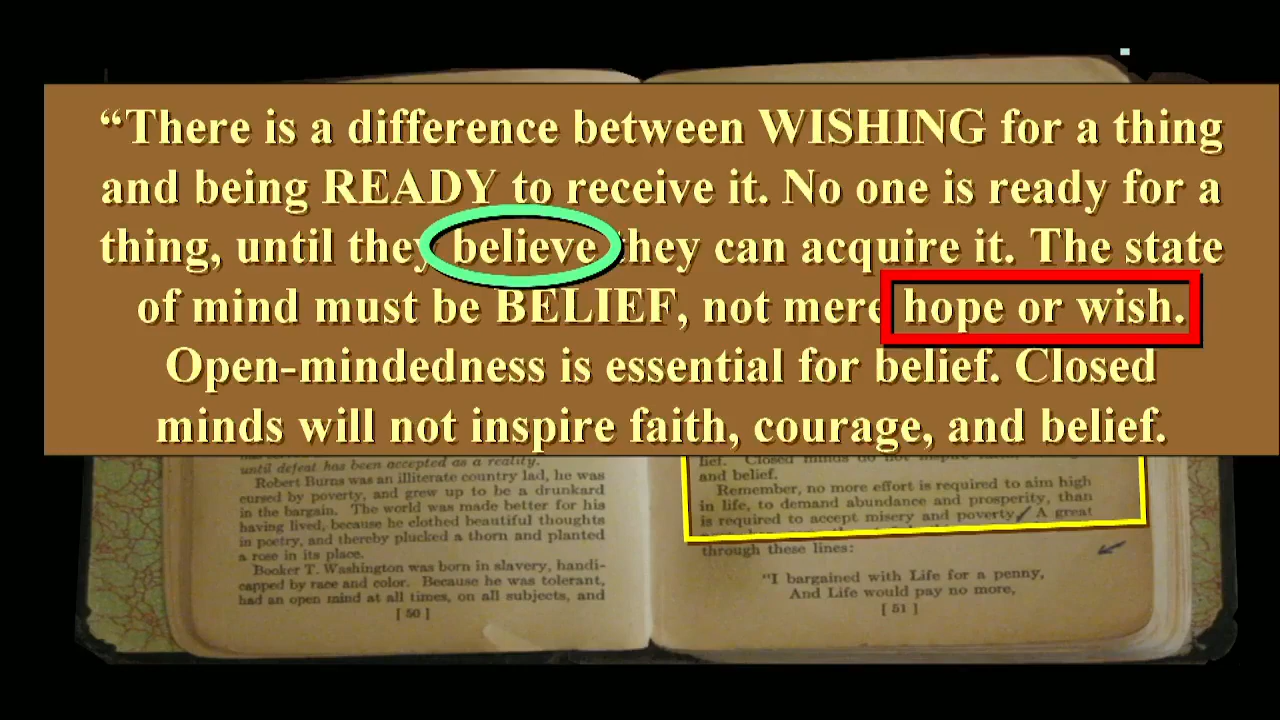 “There is a difference between WISHING for a thing
and being READY to receive it. No one is ready for a
thing, until they believe they can acquire it. The state
of mind must be BELIEF, not mere hope or wish.
Open-mindedness is essential for belief. Closed
minds will not inspire faith, courage, and belief.
until defeat has been accepted as a reality.
Robert Burns was an illiterate country lad, he was
cursed by poverty, and grew up to be a drunkard
in the bargain. The world was made better for his
having lived, because he clothed beautiful thoughts
in poetry, and thereby plucked a thorn and planted
a rose in its place.
Booker T. Washington was born in slavery, handi-
capped by race and color. Because he was tolerant,
had an open mind at all times, on all subjects, and
[ 50 ]
lief. Closed minds do not inspire
and belief.
Remember, no more effort is required to aim high
in life, to demand abundance and prosperity, than
is required to accept misery and poverty. A great
through these lines:
"I bargained with Life for a penny,
And Life would pay no more,
[ 51 ]